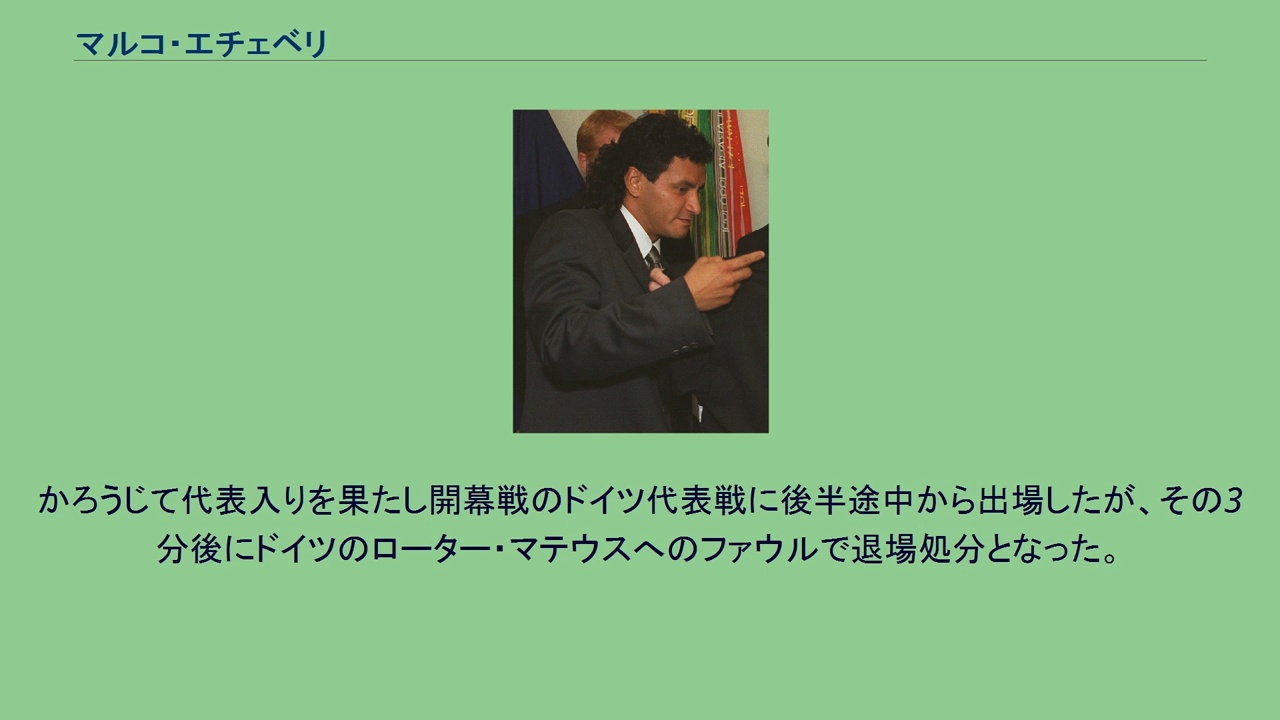 マルコ・エチェベリ
かろうじて代表入りを果たし開幕戦のドイツ代表戦に後半途中から出場したが、その3
分後にドイツのローター・マテウスへのファウルで退場処分となった。